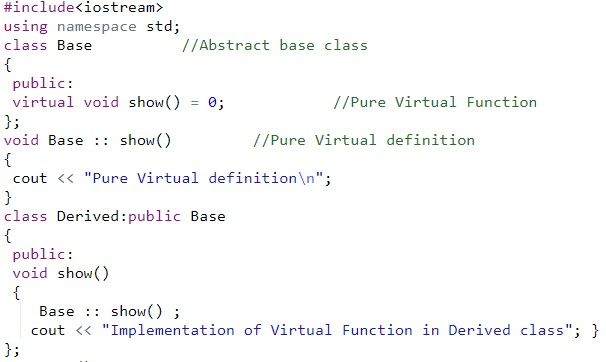 #include<iostream>
using namespace std;
class Base          //Abstract base class
{
 public:
 virtual void show() = 0;            //Pure Virtual Function
};
void Base :: show()         //Pure Virtual definition
{
 cout << "Pure Virtual definition\n";
}
class Derived:public Base
{
 public:
 void show()
 {
    Base :: show() ;
   cout << "Implementation of Virtual Function in Derived class"; }
};